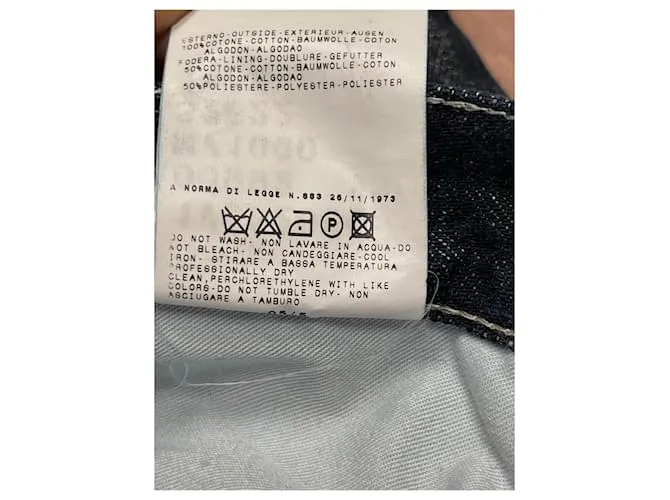 ESTERNO-OUTSIDE-EXTERIEUR-AUSEN
100%COTONE-COTTON-BAUMWOLLE-COTON
ALGODON-ALGODAO
FODERA-LINING-DOUBLURE-GEFUTTER
50%COTONE-COTTON-BAUMWOLLE-COTON
ALGODON-ALGODAO
50%POLIESTERE-POLYESTER-POLIESTER
A NORMA DI LEGGE N.883 26/11/1973
P
DO NOT WASH- NON LAVARE IN ACQUA-DO
NOT BLEACH- NON CANDEGGIARE-COOL
IRON- STIRARE A BASSA TEMPERATURA
PROFESSIONALLY DRY
CLEAN,PERCHLORETHYLENE WITH LIKE
COLORS-DO NOT TUMBLE DRY- NON
ASCIUGARE A TAMBURO